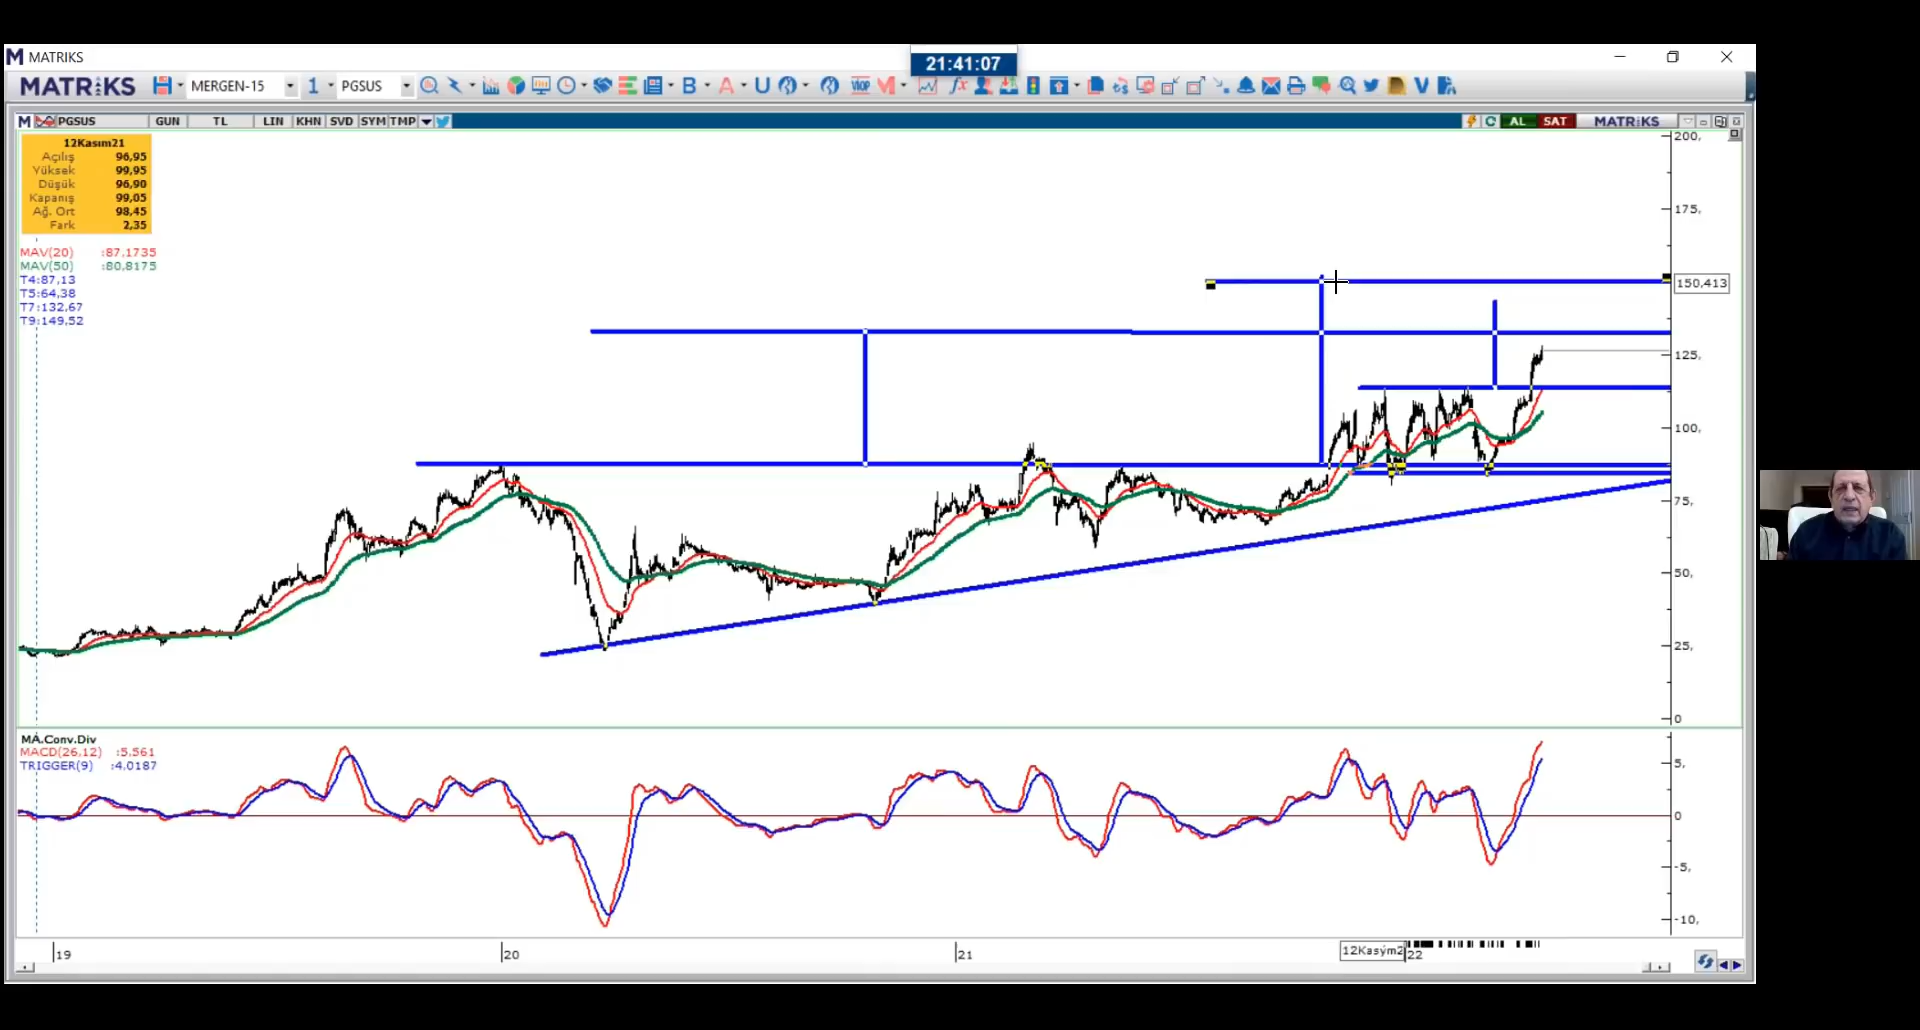 MATRIKS
21:41:07
MATRiKS MERGEN-15 1 PGSUS B A U fx VIOP M V
M PGSUS GUN TL LIN KHN SVD SYM TMP AL SAT MATRiKS
12Kasım21
Açılış 96,95
Yüksek 99,95
Düşük 96,90
Kapanış 99,05
Ağ. Ort 98,45
Fark 2,35
MAV(20) :87,1735
MAV(50) :80,8175
T4:87,13
T5:64,38
T7:132,67
T9:149,52
200,
175,
150,413
125,
100,
75,
50,
25,
0
MA.Conv.Div
MACD(26,12) :5,561
TRIGGER(9) :4,0187
5,
0
-5,
-10,
19 20 21 12Kasým2 22